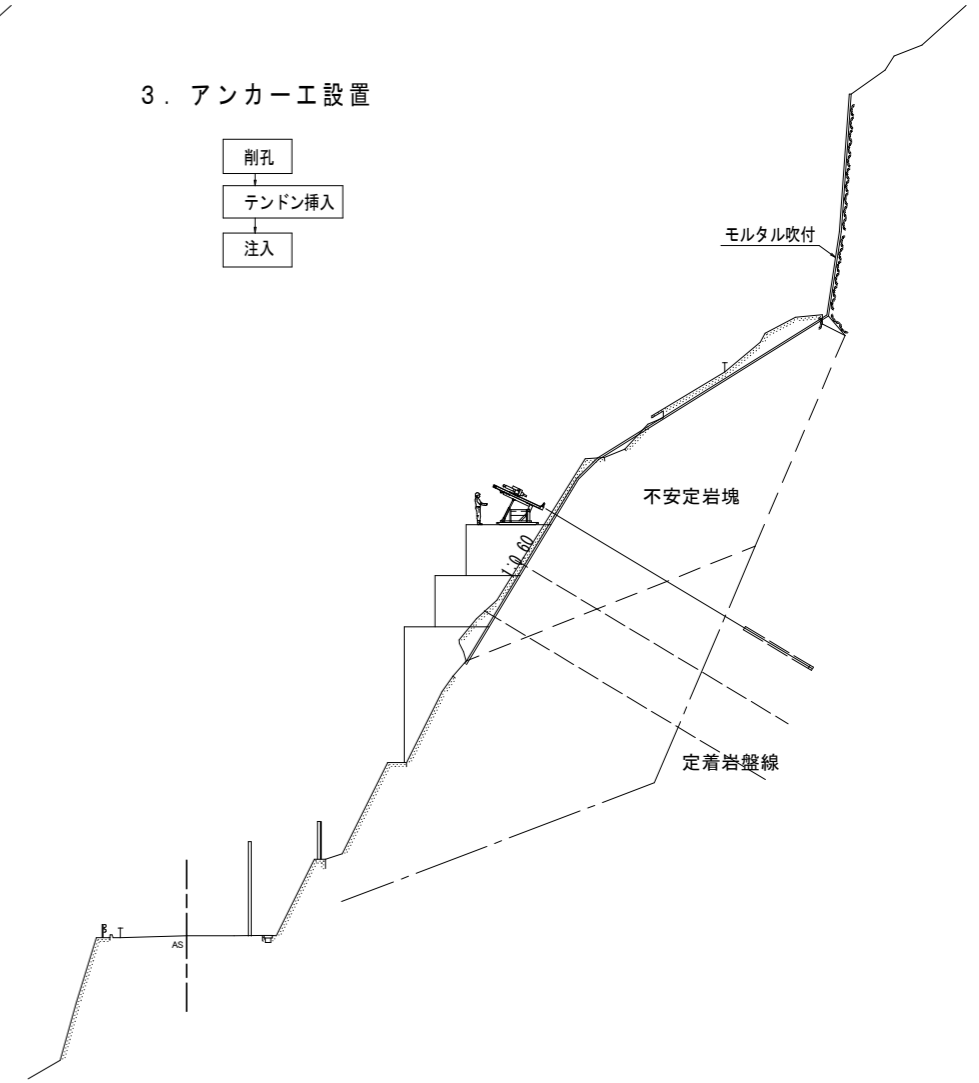 3．アンカー工設置
削孔
テンドン挿入
注入
モルタル吹付
不安定岩塊
1:0.60
定着岩盤線
AS